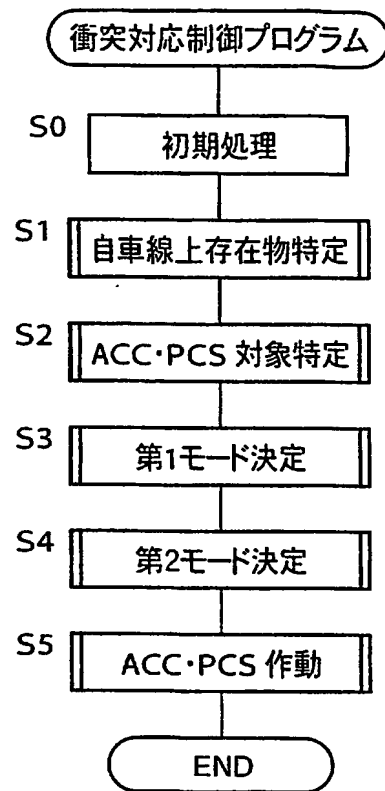 衝突対応制御プログラム
S0 初期処理
S1 自車線上存在物特定
S2 ACC・PCS 対象特定
S3 第1モード決定
S4 第2モード決定
S5 ACC・PCS 作動
END